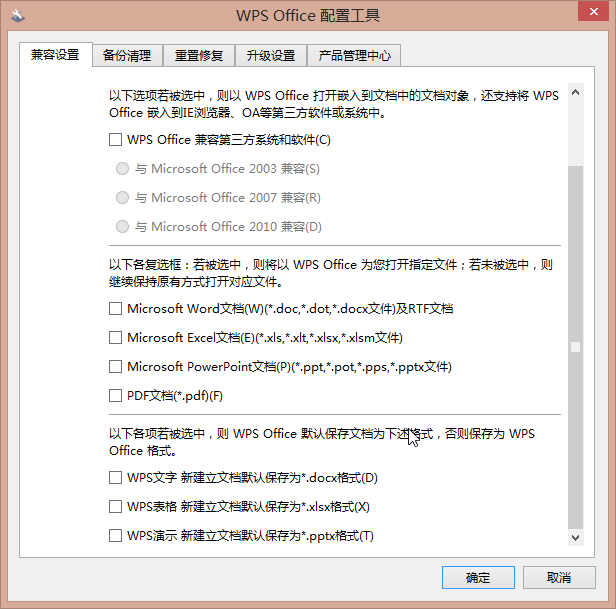 WPS Office 配置工具
兼容设置 备份清理 重置修复 升级设置 产品管理中心
以下选项若被选中，则以 WPS Office 打开嵌入到文档中的文档对象，还支持将 WPS
Office 嵌入到IE浏览器、OA等第三方软件或系统中。
WPS Office 兼容第三方系统和软件(C)
与 Microsoft Office 2003 兼容(S)
与 Microsoft Office 2007 兼容(R)
与 Microsoft Office 2010 兼容(D)
以下各复选框：若被选中，则将以 WPS Office 为您打开指定文件；若未被选中，则
继续保持原有方式打开对应文件。
Microsoft Word文档(W)(*.doc,*.dot,*.docx文件)及RTF文档
Microsoft Excel文档(E)(*.xls,*.xlt,*.xlsx,*.xlsm文件)
Microsoft PowerPoint文档(P)(*.ppt,*.pot,*.pps,*.pptx文件)
PDF文档(*.pdf)(F)
以下各项若被选中，则 WPS Office 默认保存文档为下述格式，否则保存为 WPS
Office 格式。
WPS文字 新建立文档默认保存为*.docx格式(D)
WPS表格 新建立文档默认保存为*.xlsx格式(X)
WPS演示 新建立文档默认保存为*.pptx格式(T)
确定 取消